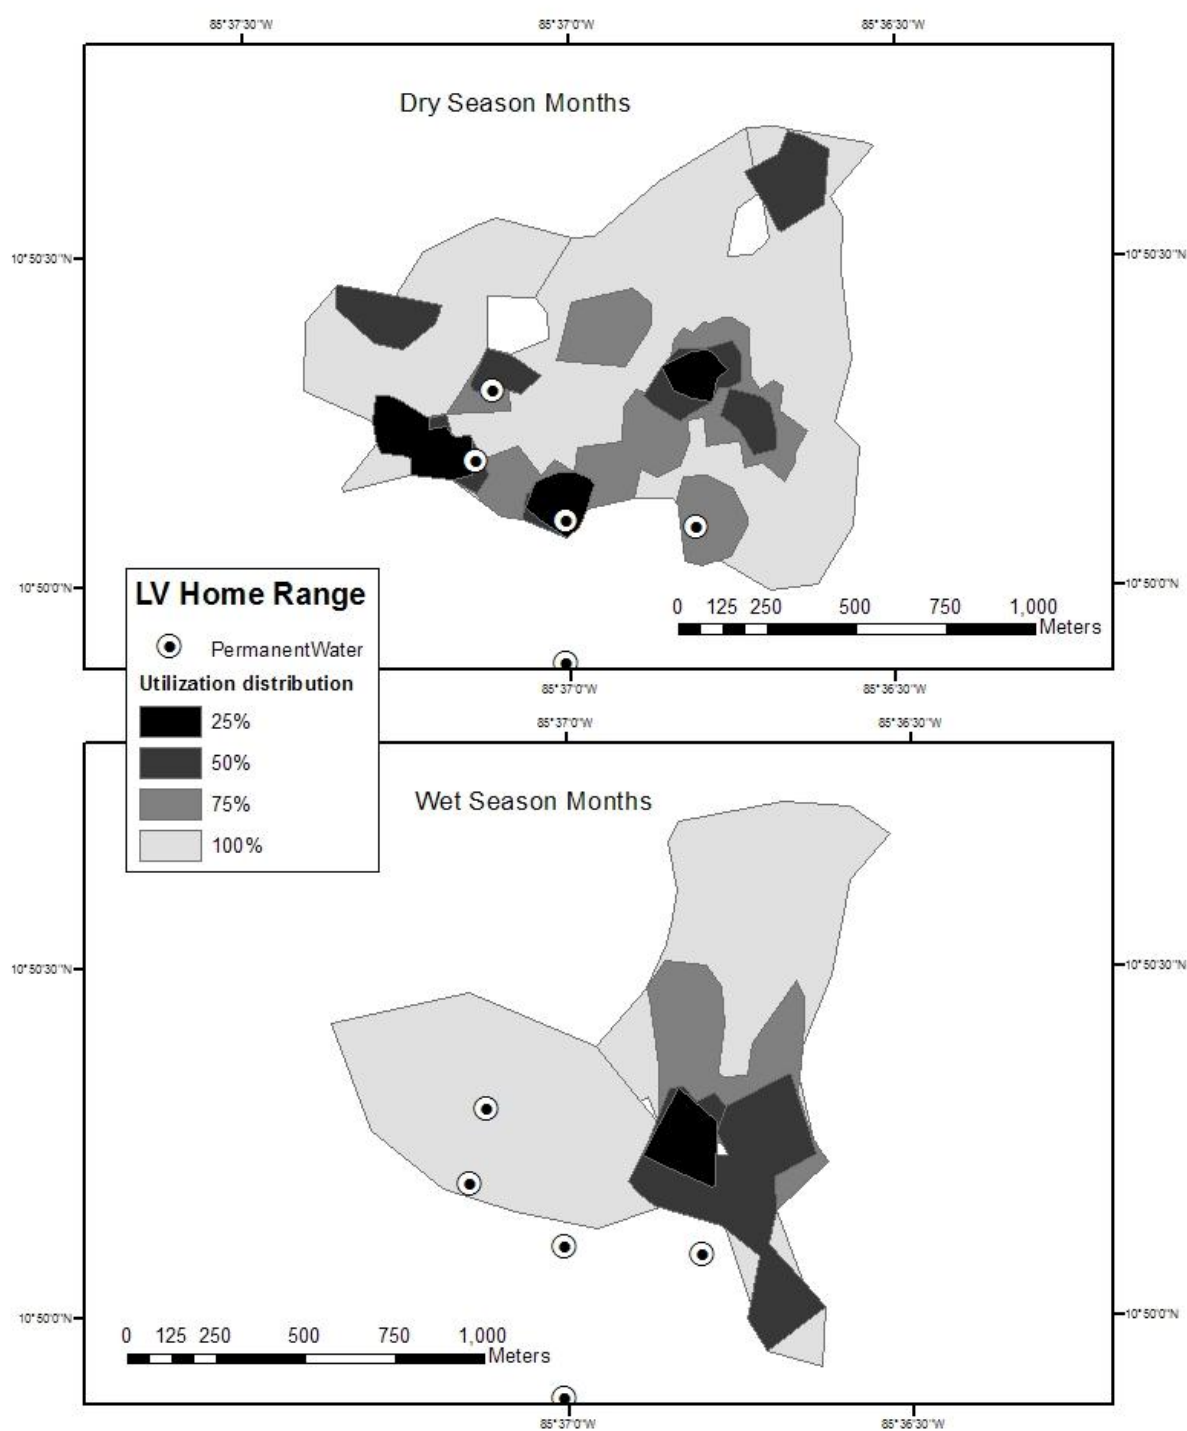 85°37'30"W 85°37'0"W 85°36'30"W
Dry Season Months
10°50'30"N 10°50'30"N
10°50'0"N 10°50'0"N
0 125 250 500 750 1,000
Meters
LV Home Range
PermanentWater
Utilization distribution
25%
50%
75%
100%
85°37'0"W 85°36'30"W
85°37'0"W 85°36'30"W
Wet Season Months
10°50'30"N 10°50'30"N
10°50'0"N 10°50'0"N
0 125 250 500 750 1,000
Meters
85°37'0"W 85°36'30"W